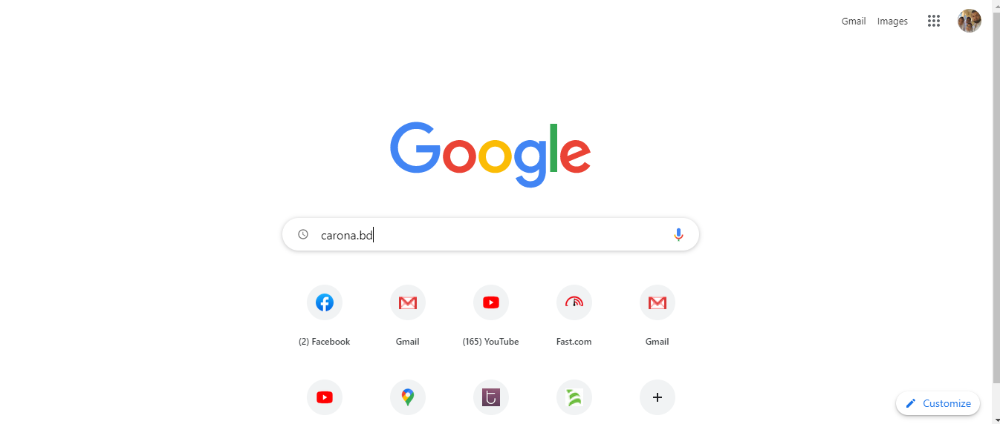 Gmail Images
Google
carona.bd
(2) Facebook Gmail (165) YouTube Fast.com Gmail
Customize